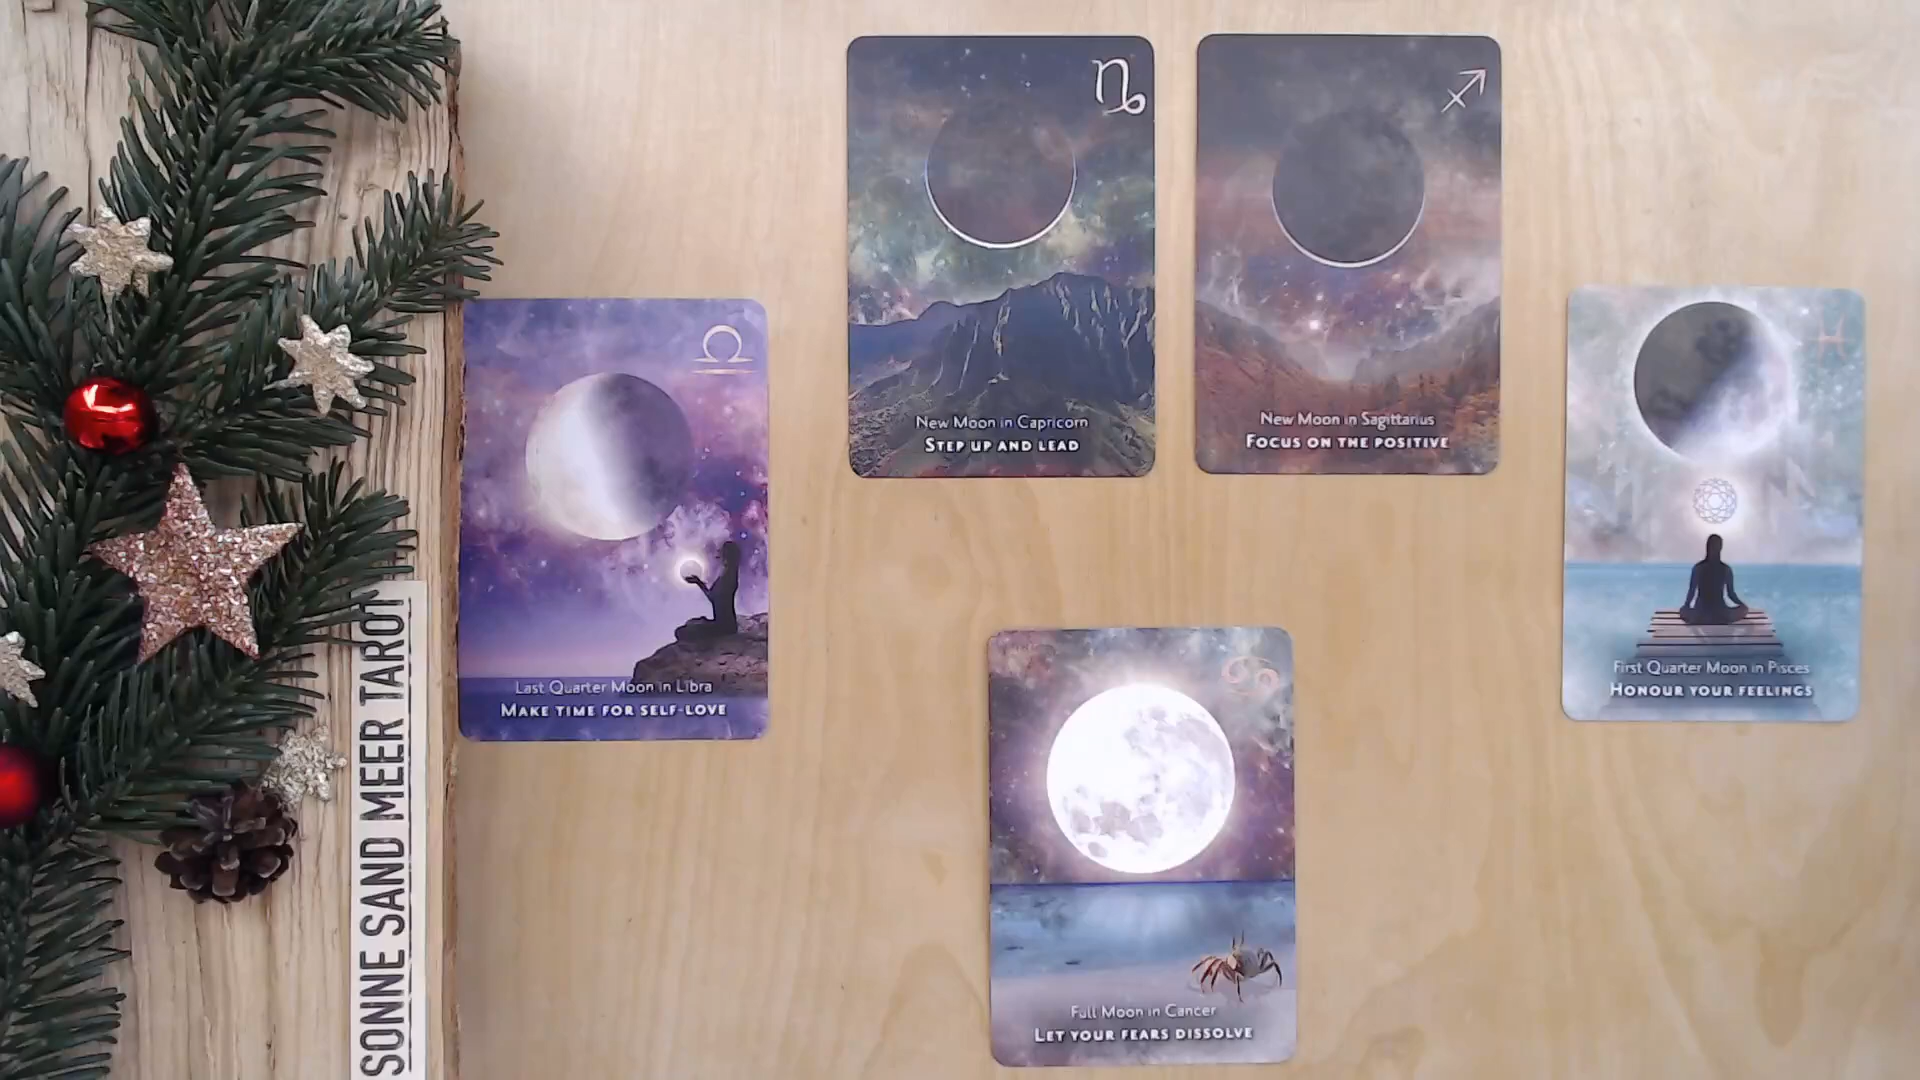 SONNE SAND MEER TAROT
Last Quarter Moon in Libra
MAKE TIME FOR SELF-LOVE
New Moon in Capricorn
STEP UP AND LEAD
New Moon in Sagittarius
FOCUS ON THE POSITIVE
Full Moon in Cancer
LET YOUR FEARS DISSOLVE
First Quarter Moon in Pisces
HONOUR YOUR FEELINGS